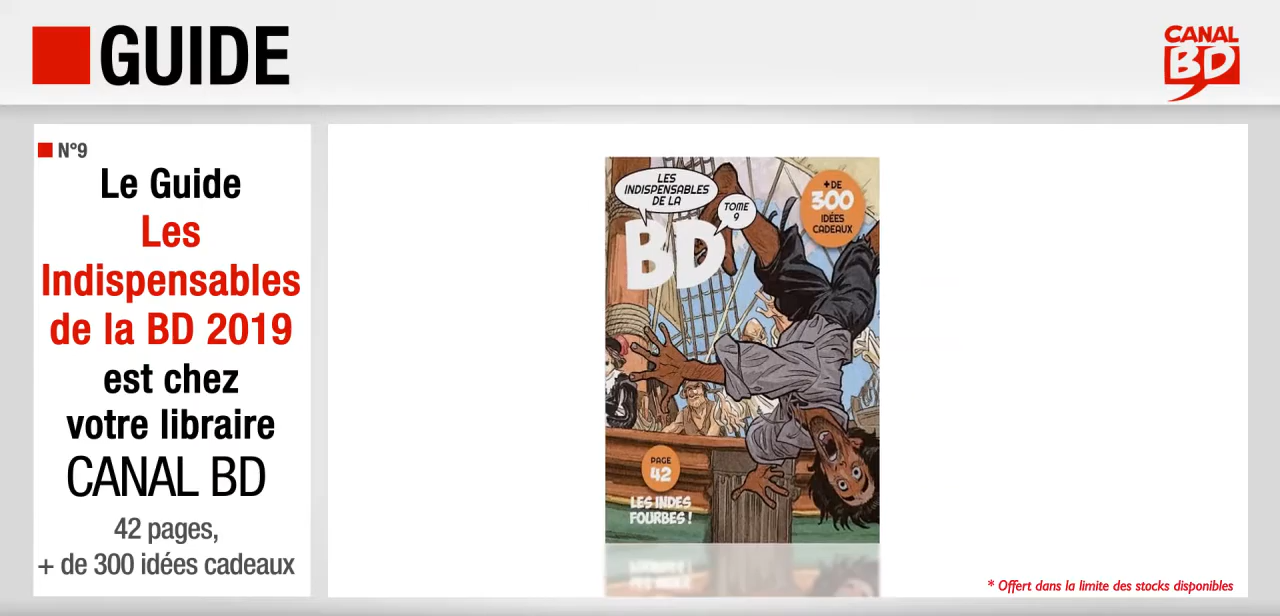 GUIDE
CANAL
BD
N°9
Le Guide
Les
Indispensables
de la BD 2019
est chez
votre libraire
CANAL BD
42 pages,
+ de 300 idées cadeaux
LES
INDISPENSABLES
DE LA
BD
TOME
9
+ DE
300
IDÉES
CADEAUX
PAGE
42
LES INDES
FOURBES !
* Offert dans la limite des stocks disponibles